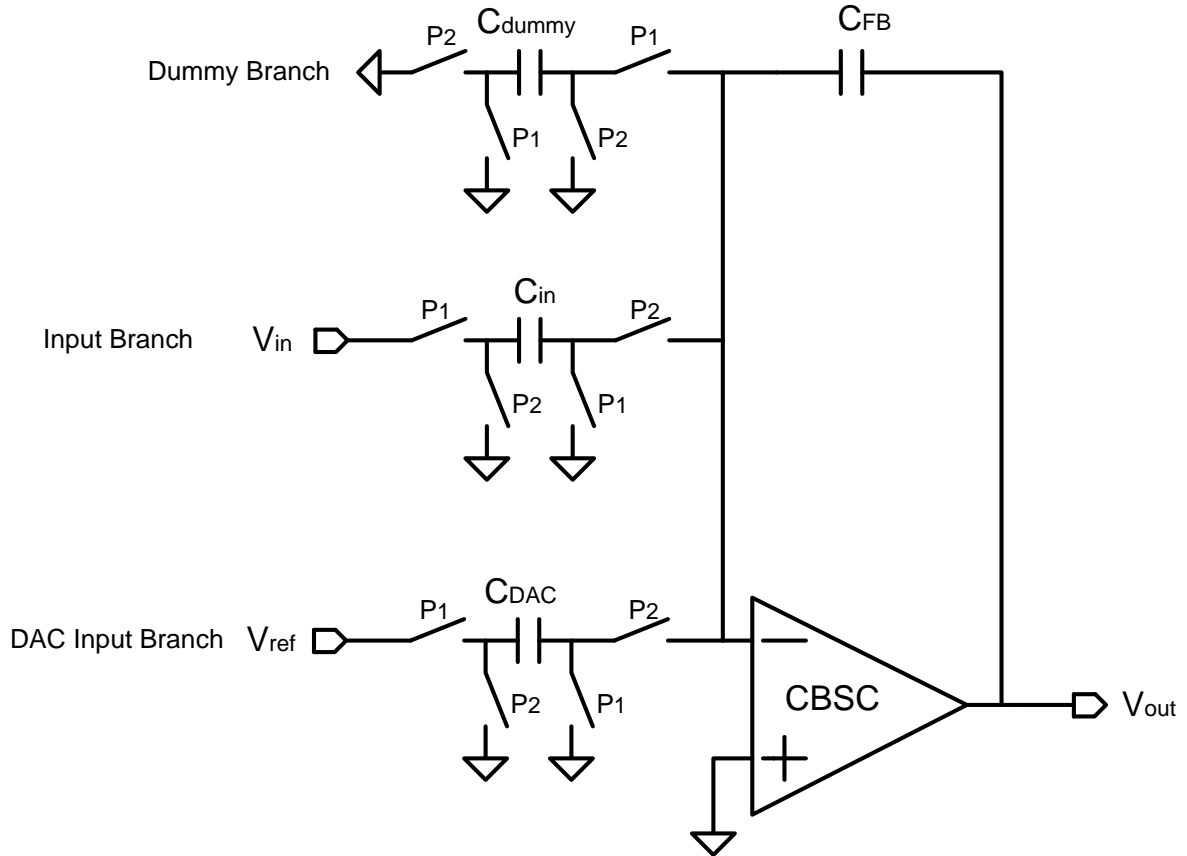 Cdummy
CFB
P2
P1
Dummy Branch
P1
P2
Cin
P1
P2
Input Branch
Vin
P2
P1
CDAC
P1
P2
DAC Input Branch
Vref
P2
P1
CBSC
Vout